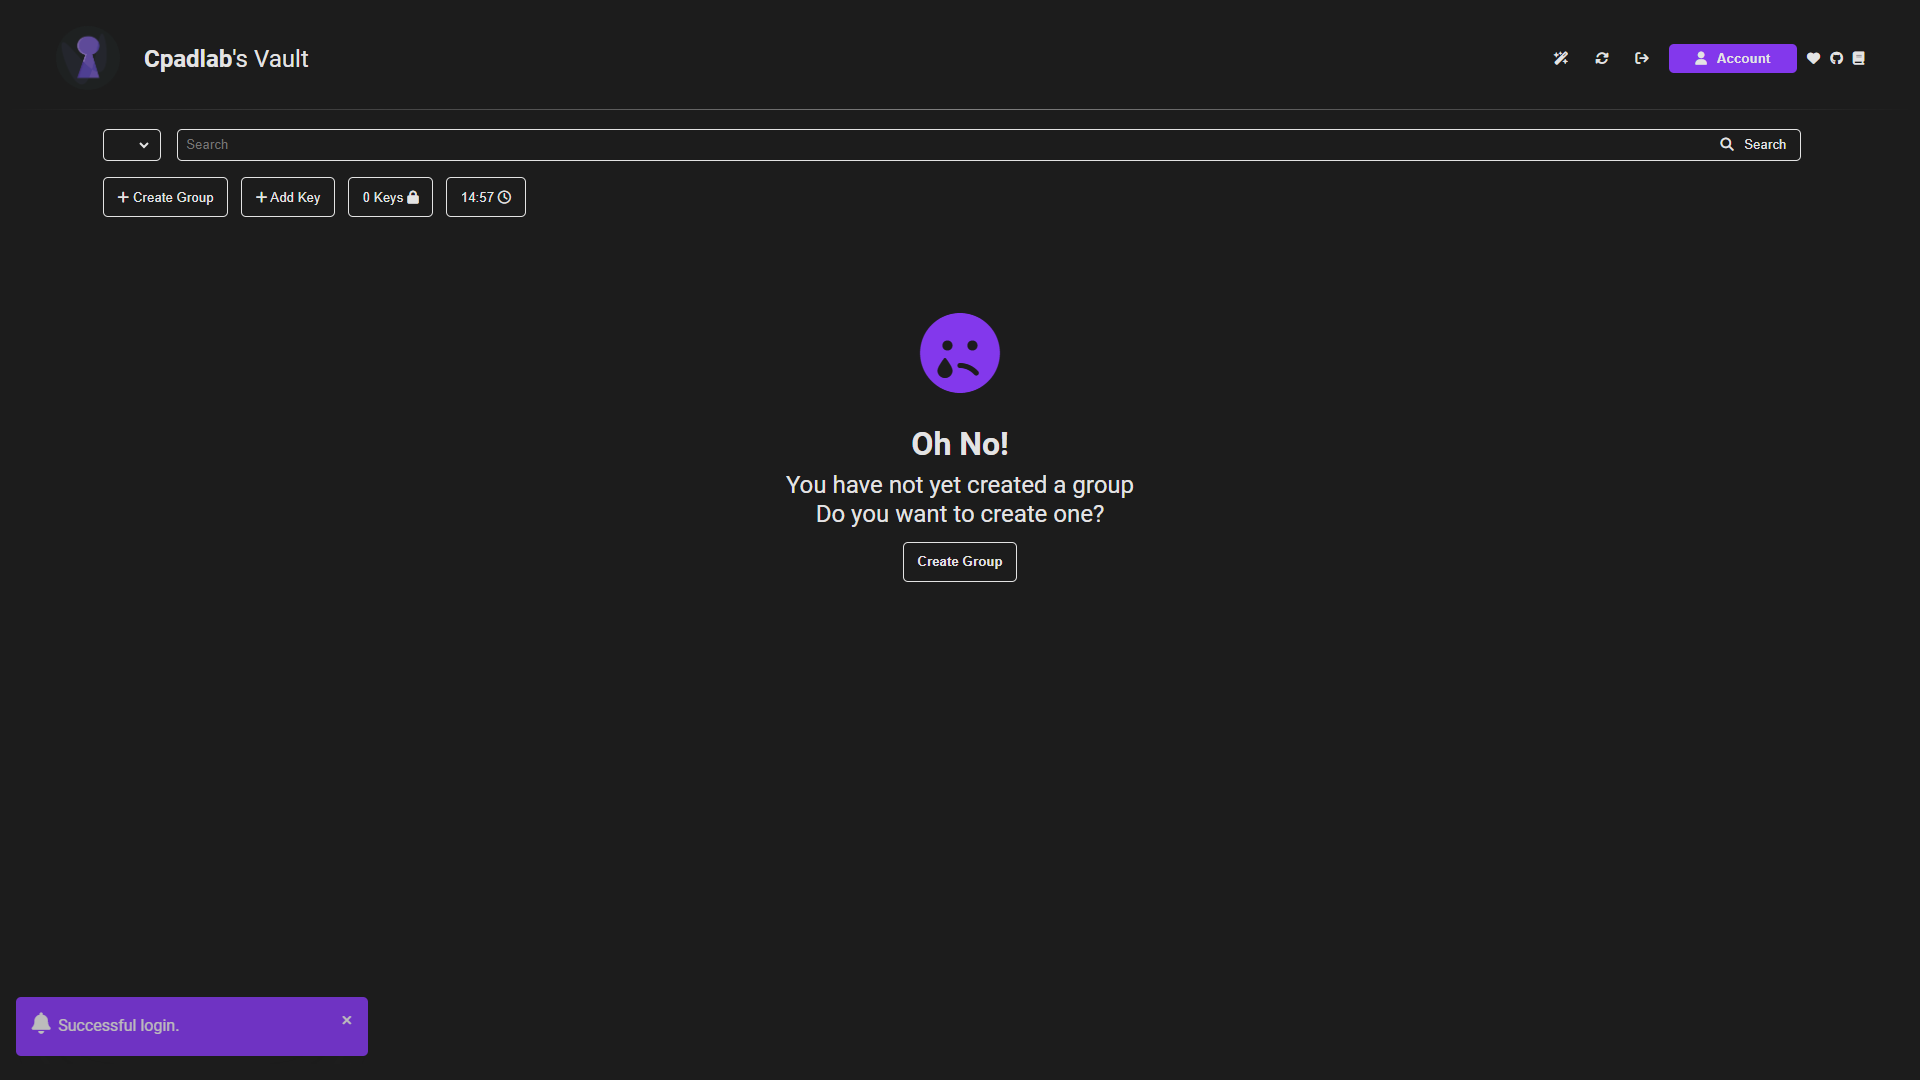 Cpadlab's Vault
Account
Search
Search
Create Group
Add Key
0 Keys
14:57
Oh No!
You have not yet created a group
Do you want to create one?
Create Group
Successful login.